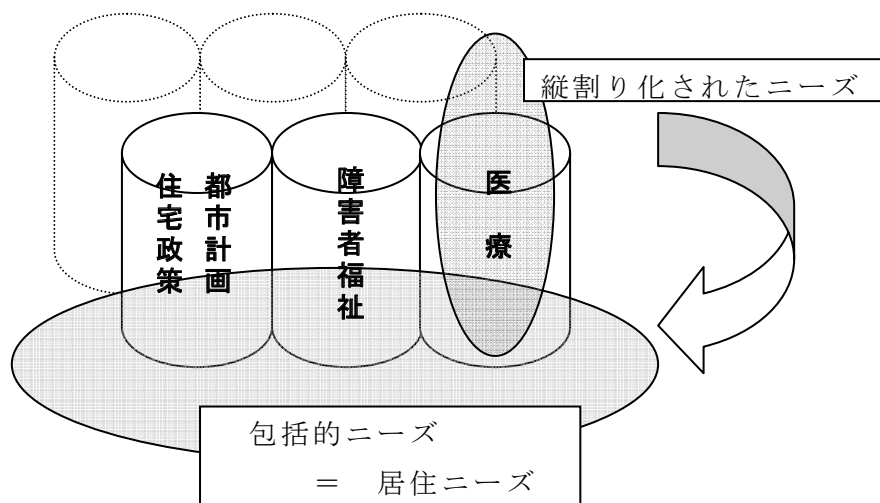 縦割り化されたニーズ
都市計画
住宅政策
障害者福祉
医療
包括的ニーズ
＝ 居住ニーズ